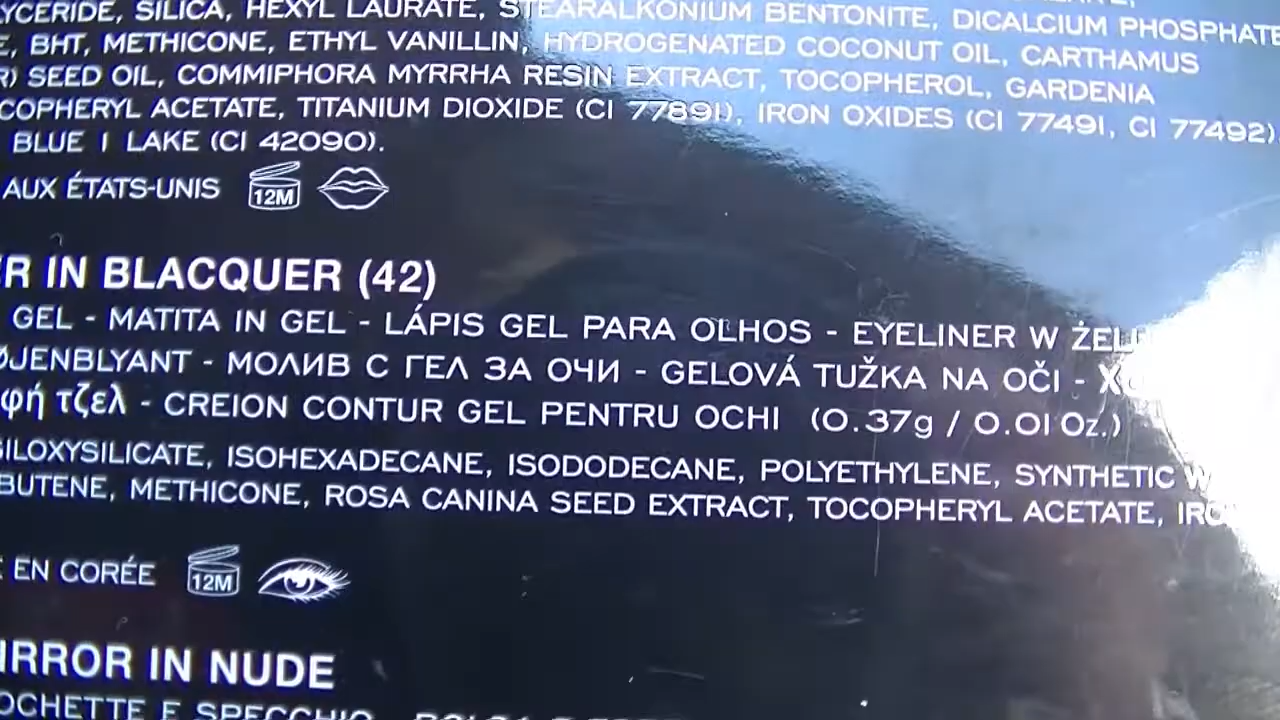 LYCERIDE, SILICA, HEXYL LAURATE, STEARALKONIUM BENTONITE, DICALCIUM PHOSPHATE
E, BHT, METHICONE, ETHYL VANILLIN, HYDROGENATED COCONUT OIL, CARTHAMUS
R) SEED OIL, COMMIPHORA MYRRHA RESIN EXTRACT, TOCOPHEROL, GARDENIA
COPHERYL ACETATE, TITANIUM DIOXIDE (CI 77891), IRON OXIDES (CI 77491, CI 77492)
BLUE 1 LAKE (CI 42090).
AUX ÉTATS-UNIS 12M
R IN BLACQUER (42)
GEL - MATITA IN GEL - LÁPIS GEL PARA OLHOS - EYELINER W ŻELU
ØJENBLYANT - МОЛИВ С ГЕЛ ЗА ОЧИ - GELOVÁ TUŽKA NA OČI -
φή τζελ - CREION CONTUR GEL PENTRU OCHI (0.37g / 0.01 Oz.)
SILOXYSILICATE, ISOHEXADECANE, ISODODECANE, POLYETHYLENE, SYNTHETIC W
BUTENE, METHICONE, ROSA CANINA SEED EXTRACT, TOCOPHERYL ACETATE, IRO
EN CORÉE 12M
IRROR IN NUDE
OCHETTE E SPECCHIO